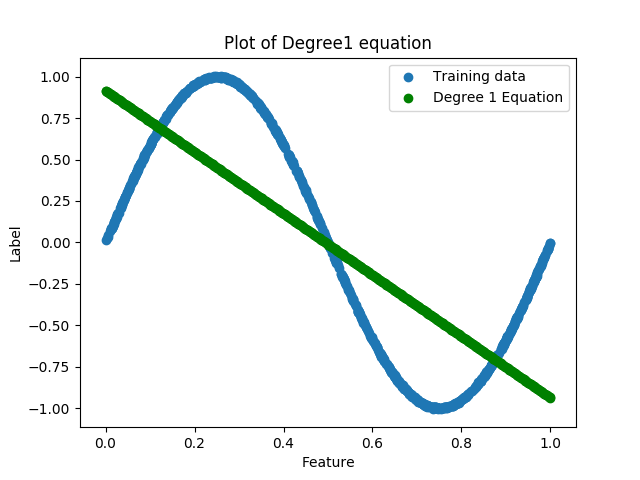 Plot of Degree1 equation
Training data
Degree 1 Equation
1.00
0.75
0.50
0.25
0.00
−0.25
−0.50
−0.75
−1.00
Label
0.0 0.2 0.4 0.6 0.8 1.0
Feature